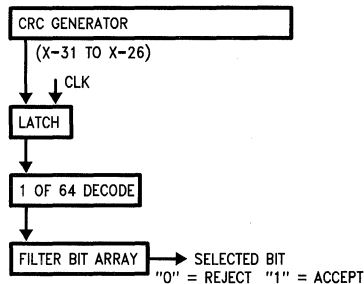 CRC GENERATOR
(X-31 TO X-26)
CLK
LATCH
1 OF 64 DECODE
FILTER BIT ARRAY
SELECTED BIT
"0" = REJECT "1" = ACCEPT